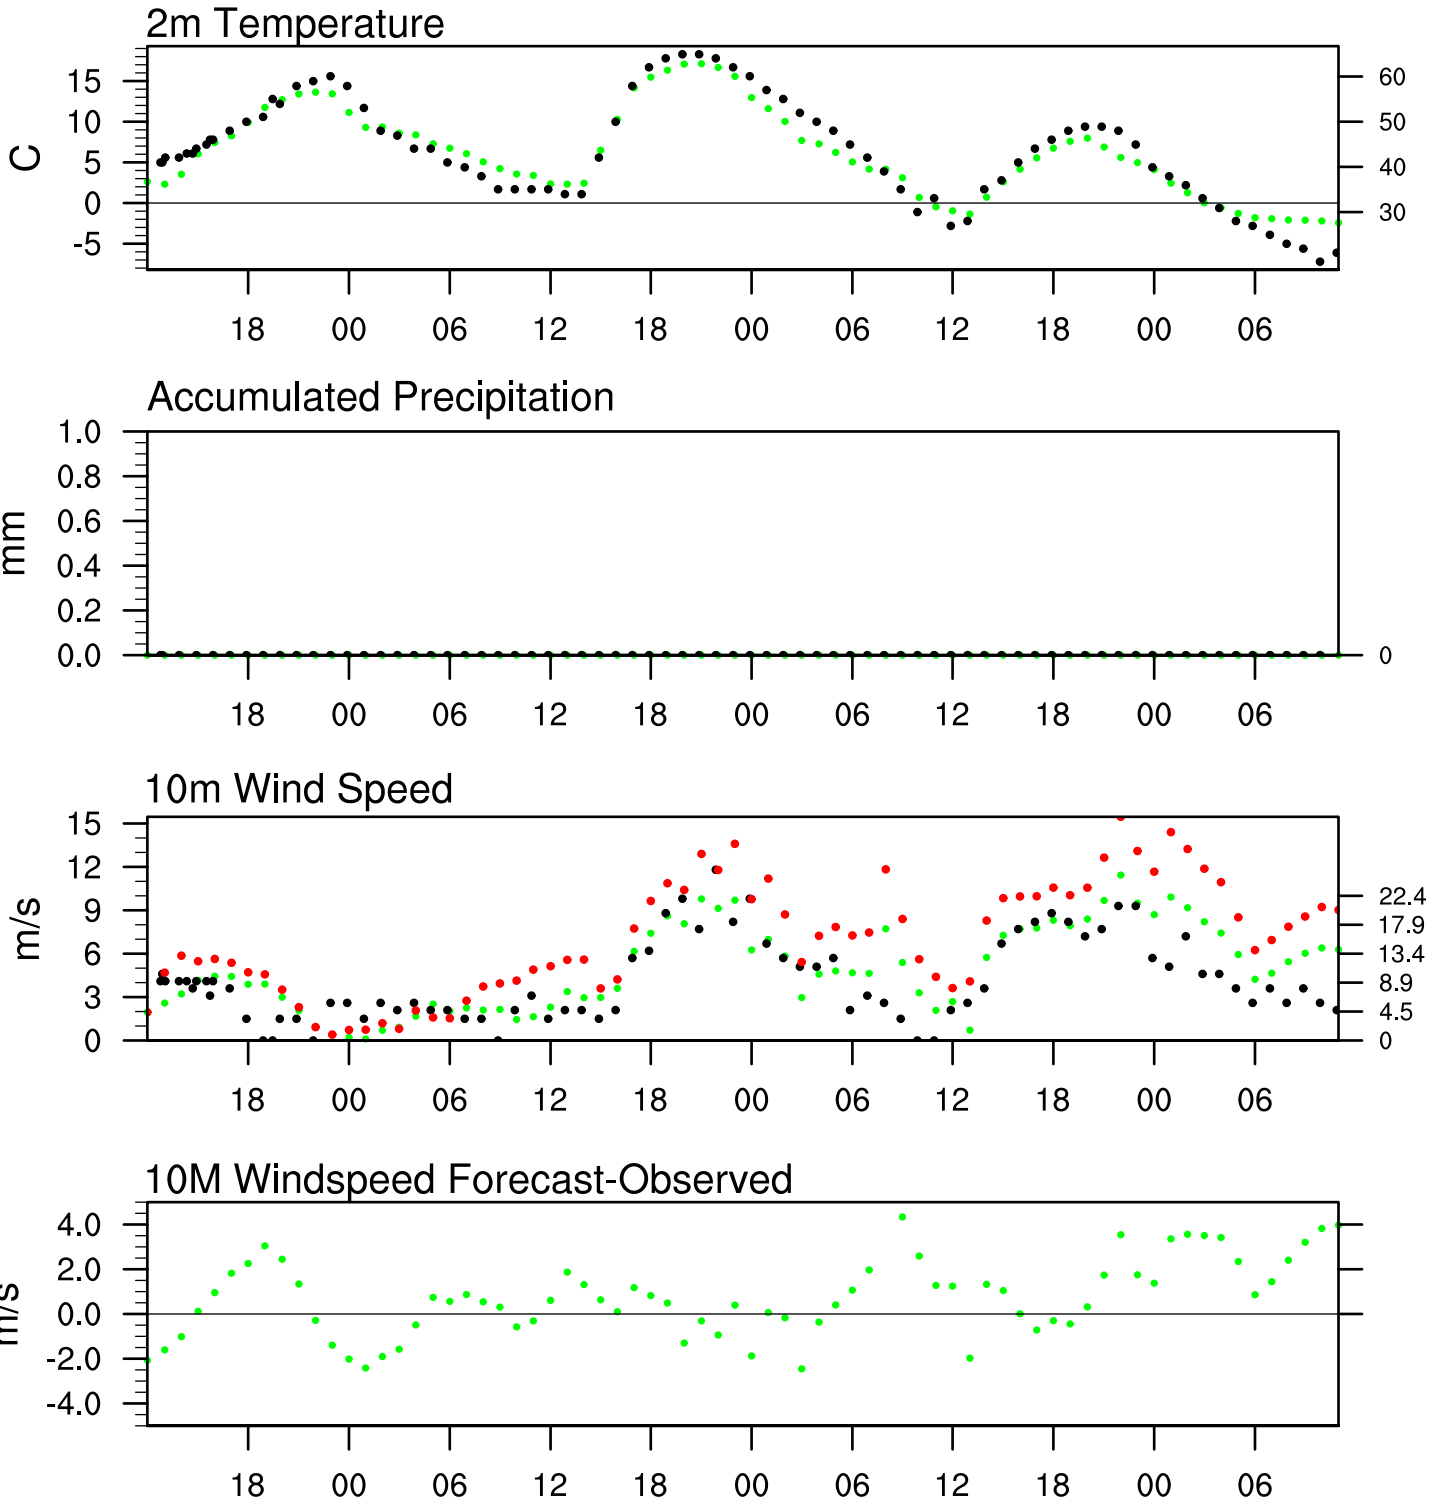 2m Temperature
15
10
5
0
-5
C
60
50
40
30
18 00 06 12 18 00 06 12 18 00 06
Accumulated Precipitation
1.0
0.8
0.6
0.4
0.2
0.0
mm
0
18 00 06 12 18 00 06 12 18 00 06
10m Wind Speed
15
12
9
6
3
0
m/s
22.4
17.9
13.4
8.9
4.5
0
18 00 06 12 18 00 06 12 18 00 06
10M Windspeed Forecast-Observed
4.0
2.0
0.0
-2.0
-4.0
m/s
18 00 06 12 18 00 06 12 18 00 06